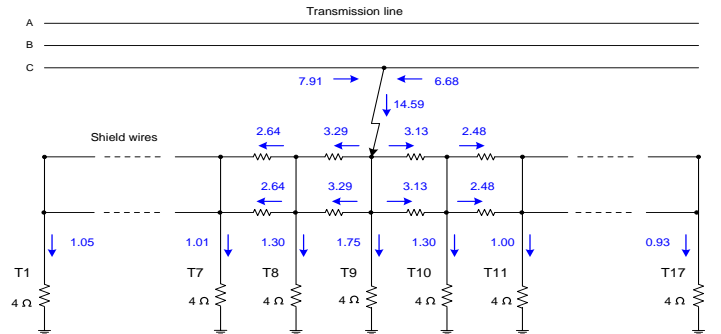 Transmission line
A
B
C
7.91
6.68
14.59
Shield wires
2.64 3.29 3.13 2.48
2.64 3.29 3.13 2.48
1.05 1.01 1.30 1.75 1.30 1.00 0.93
T1 T7 T8 T9 T10 T11 T17
4 Ω 4 Ω 4 Ω 4 Ω 4 Ω 4 Ω 4 Ω